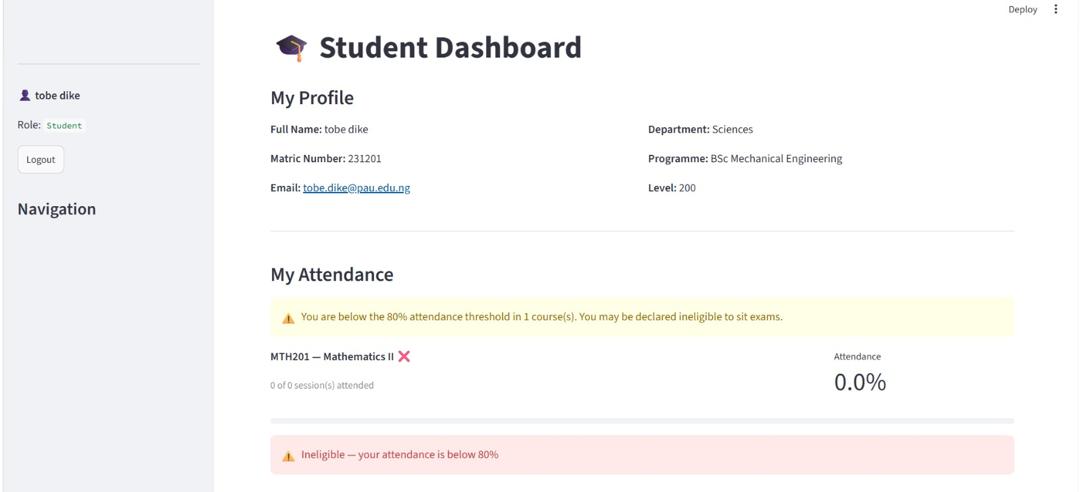 Deploy
Student Dashboard
tobe dike
Role: Student
Logout
Navigation
My Profile
Full Name: tobe dike
Department: Sciences
Matric Number: 231201
Programme: BSc Mechanical Engineering
Email: tobe.dike@pau.edu.ng
Level: 200
My Attendance
You are below the 80% attendance threshold in 1 course(s). You may be declared ineligible to sit exams.
MTH201 — Mathematics II
Attendance
0 of 0 session(s) attended
0.0%
Ineligible — your attendance is below 80%